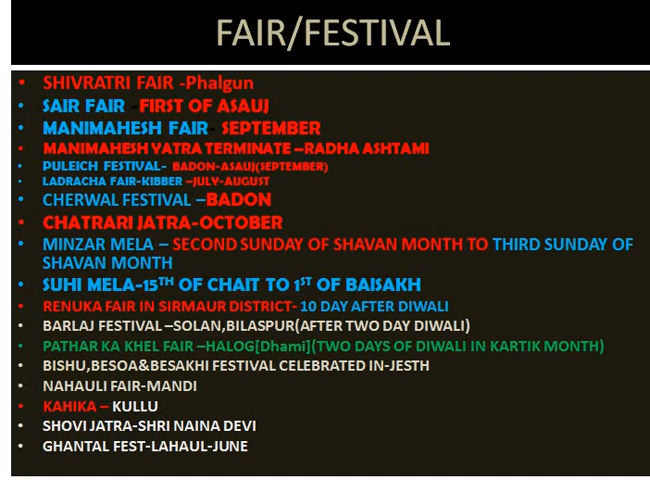 FAIR/FESTIVAL
• SHIVRATRI FAIR -Phalgun
• SAIR FAIR -FIRST OF ASAUJ
• MANIMAHESH FAIR- SEPTEMBER
• MANIMAHESH YATRA TERMINATE –RADHA ASHTAMI
• PULEICH FESTIVAL- BADON-ASAUJ(SEPTEMBER)
• LADRACHA FAIR-KIBBER –JULY-AUGUST
• CHERWAL FESTIVAL –BADON
• CHATRARI JATRA-OCTOBER
• MINZAR MELA – SECOND SUNDAY OF SHAVAN MONTH TO THIRD SUNDAY OF
SHAVAN MONTH
• SUHI MELA-15TH OF CHAIT TO 1ST OF BAISAKH
• RENUKA FAIR IN SIRMAUR DISTRICT- 10 DAY AFTER DIWALI
• BARLAJ FESTIVAL –SOLAN,BILASPUR(AFTER TWO DAY DIWALI)
• PATHAR KA KHEL FAIR –HALOG[Dhami](TWO DAYS OF DIWALI IN KARTIK MONTH)
• BISHU,BESOA&BESAKHI FESTIVAL CELEBRATED IN-JESTH
• NAHAULI FAIR-MANDI
• KAHIKA – KULLU
• SHOVI JATRA-SHRI NAINA DEVI
• GHANTAL FEST-LAHAUL-JUNE